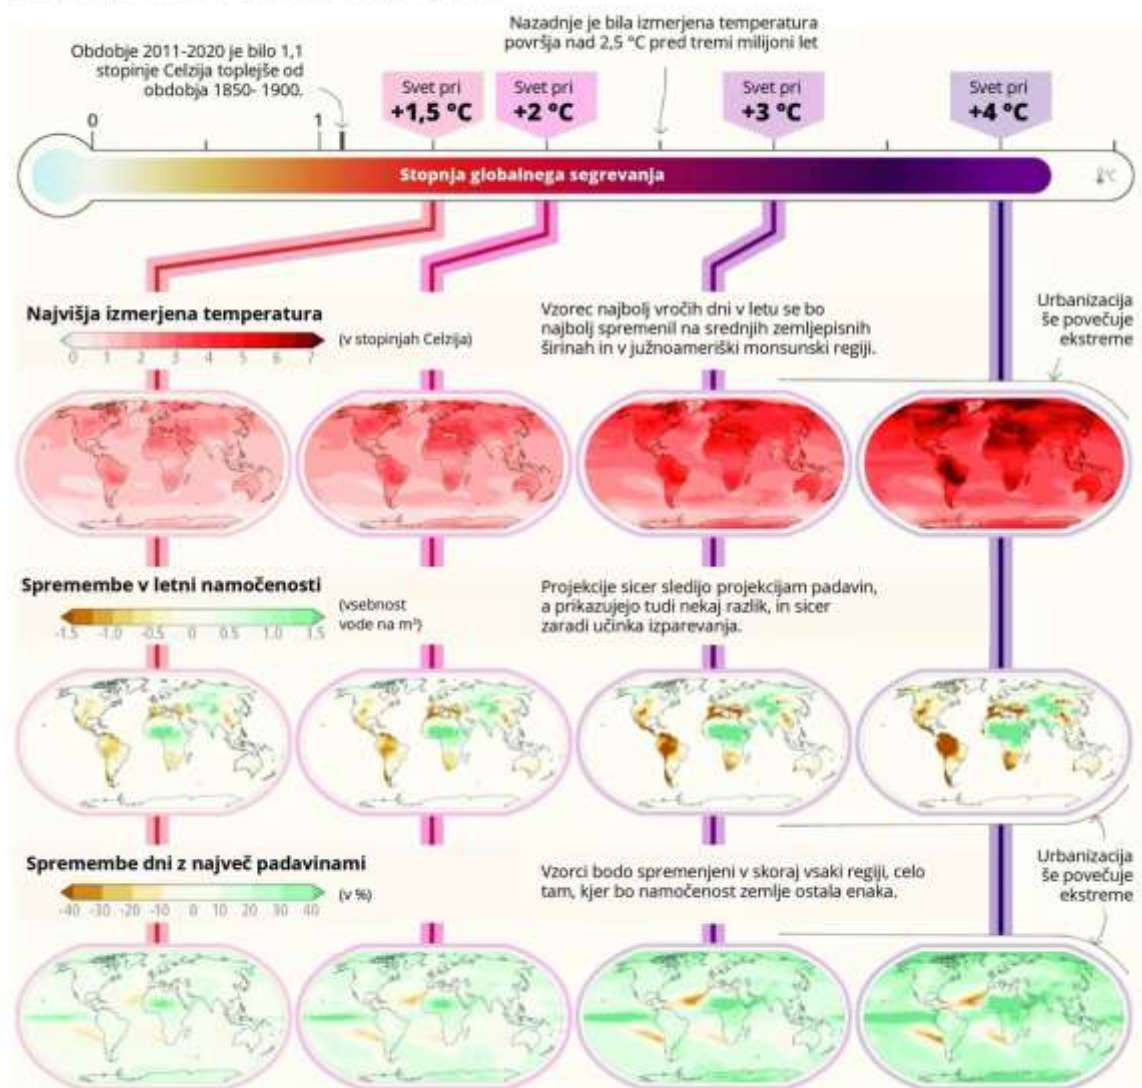 Nazadnje je bila izmerjena temperatura
površja nad 2,5 °C pred tremi milijoni let
Obdobje 2011-2020 je bilo 1,1
stopinje Celzija toplejše od
obdobja 1850- 1900.
Svet pri
+1,5 °C
Svet pri
+2 °C
Svet pri
+3 °C
Svet pri
+4 °C
0
1
Stopnja globalnega segrevanja
°C
Najvišja izmerjena temperatura
(v stopinjah Celzija)
0 1 2 3 4 5 6 7
Vzorec najbolj vročih dni v letu se bo
najbolj spremenil na srednjih zemljepisnih
širinah in v južnoameriški monsunski regiji.
Urbanizacija
še povečuje
ekstreme
Spremembe v letni namočenosti
(vsebnost
vode na m³)
-1.5 -1.0 -0.5 0 0.5 1.0 1.5
Projekcije sicer sledijo projekcijam padavin,
a prikazujejo tudi nekaj razlik, in sicer
zaradi učinka izparevanja.
Spremembe dni z največ padavinami
(v %)
-40 -30 -20 -10 0 10 20 30 40
Vzorci bodo spremenjeni v skoraj vsaki regiji, celo
tam, kjer bo namočenost zemlje ostala enaka.
Urbanizacija
še povečuje
ekstreme